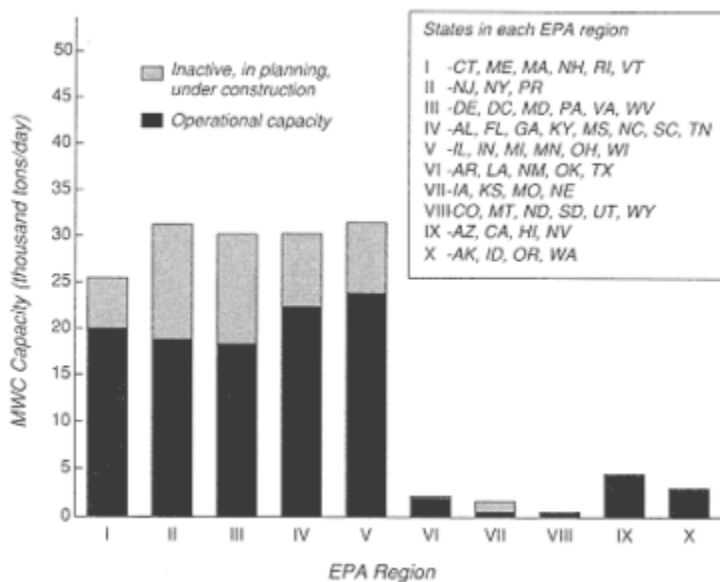 MWC Capacity (thousand tons/day)
50
45
40
35
30
25
20
15
10
5
0
Inactive, in planning,
under construction
Operational capacity
States in each EPA region
I -CT, ME, MA, NH, RI, VT
II -NJ, NY, PR
III -DE, DC, MD, PA, VA, WV
IV -AL, FL, GA, KY, MS, NC, SC, TN
V -IL, IN, MI, MN, OH, WI
VI -AR, LA, NM, OK, TX
VII-IA, KS, MO, NE
VIII-CO, MT, ND, SD, UT, WY
IX -AZ, CA, HI, NV
X -AK, ID, OR, WA
I II III IV V VI VII VIII IX X
EPA Region